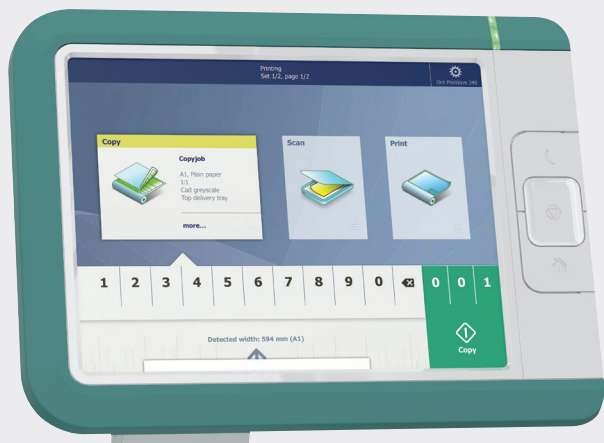 Printing
Set 1/2, page 1/2
Océ PlotWave 340
Copy
Copyjob
A1, Plain paper
1:1
Cad greyscale
Top delivery tray
more...
Scan
Print
1 2 3 4 5 6 7 8 9 0
0 0 1
Detected width: 594 mm (A1)
Copy